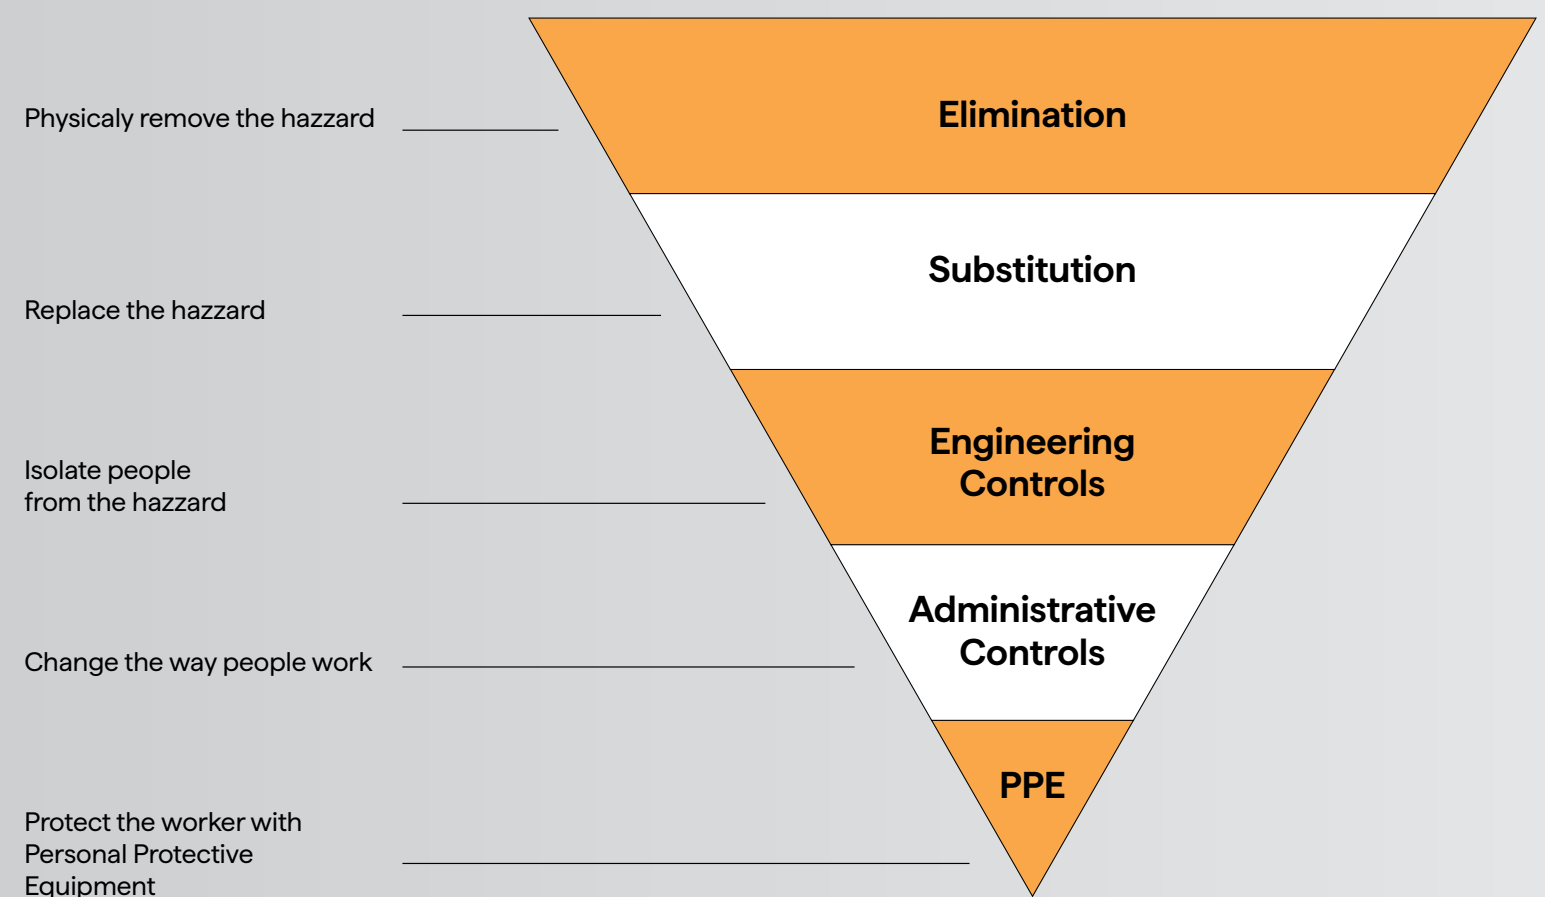 Physicaly remove the hazzard
Elimination
Replace the hazzard
Substitution
Isolate people
from the hazzard
Engineering
Controls
Change the way people work
Administrative
Controls
Protect the worker with
Personal Protective
Equipment
PPE